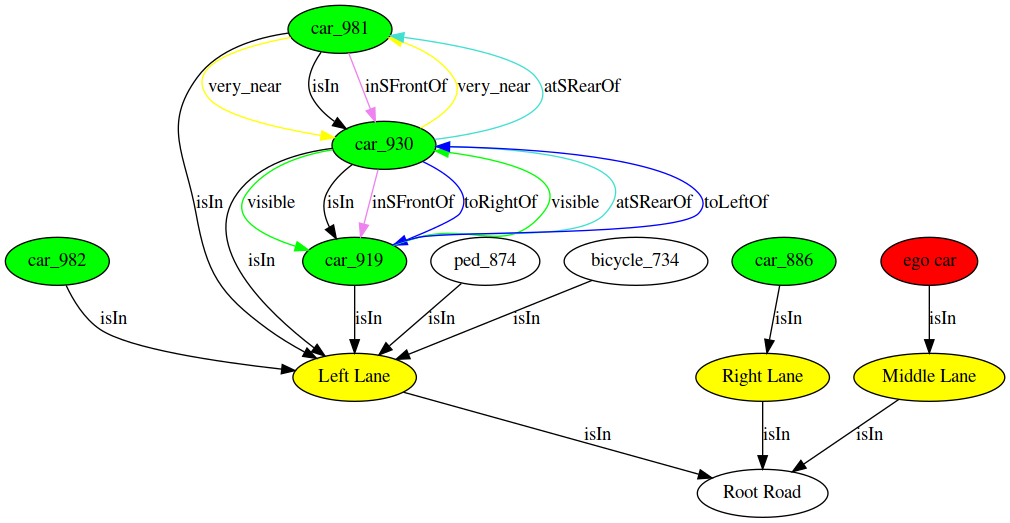 car_981
very_near
isIn
inSFrontOf
very_near
atSRearOf
car_930
isIn
visible
isIn
inSFrontOf
toRightOf
visible
atSRearOf
toLeftOf
isIn
car_982
car_919
ped_874
bicycle_734
car_886
ego car
isIn
isIn
isIn
isIn
isIn
isIn
Left Lane
Right Lane
Middle Lane
isIn
isIn
isIn
Root Road